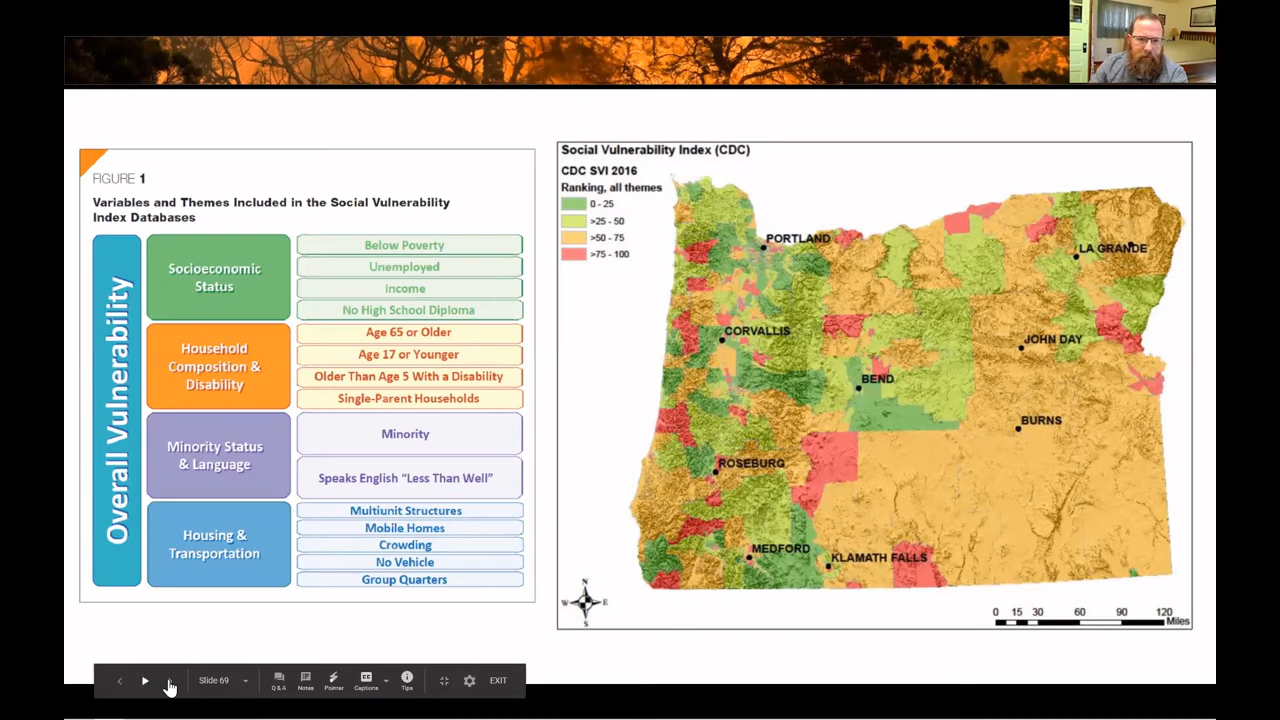 FIGURE 1
Variables and Themes Included in the Social Vulnerability
Index Databases
Overall Vulnerability
Socioeconomic
Status
Below Poverty
Unemployed
Income
No High School Diploma
Household
Composition &
Disability
Age 65 or Older
Age 17 or Younger
Older Than Age 5 With a Disability
Single-Parent Households
Minority Status
& Language
Minority
Speaks English “Less Than Well”
Housing &
Transportation
Multiunit Structures
Mobile Homes
Crowding
No Vehicle
Group Quarters
Social Vulnerability Index (CDC)
CDC SVI 2016
Ranking, all themes
0 - 25
>25 - 50
>50 - 75
>75 - 100
PORTLAND
LA GRANDE
CORVALLIS
JOHN DAY
BEND
BURNS
ROSEBURG
MEDFORD
KLAMATH FALLS
N
W E
S
0 15 30 60 90 120
Miles
Slide 69
Q & A
Notes
Pointer
Captions
Tips
EXIT